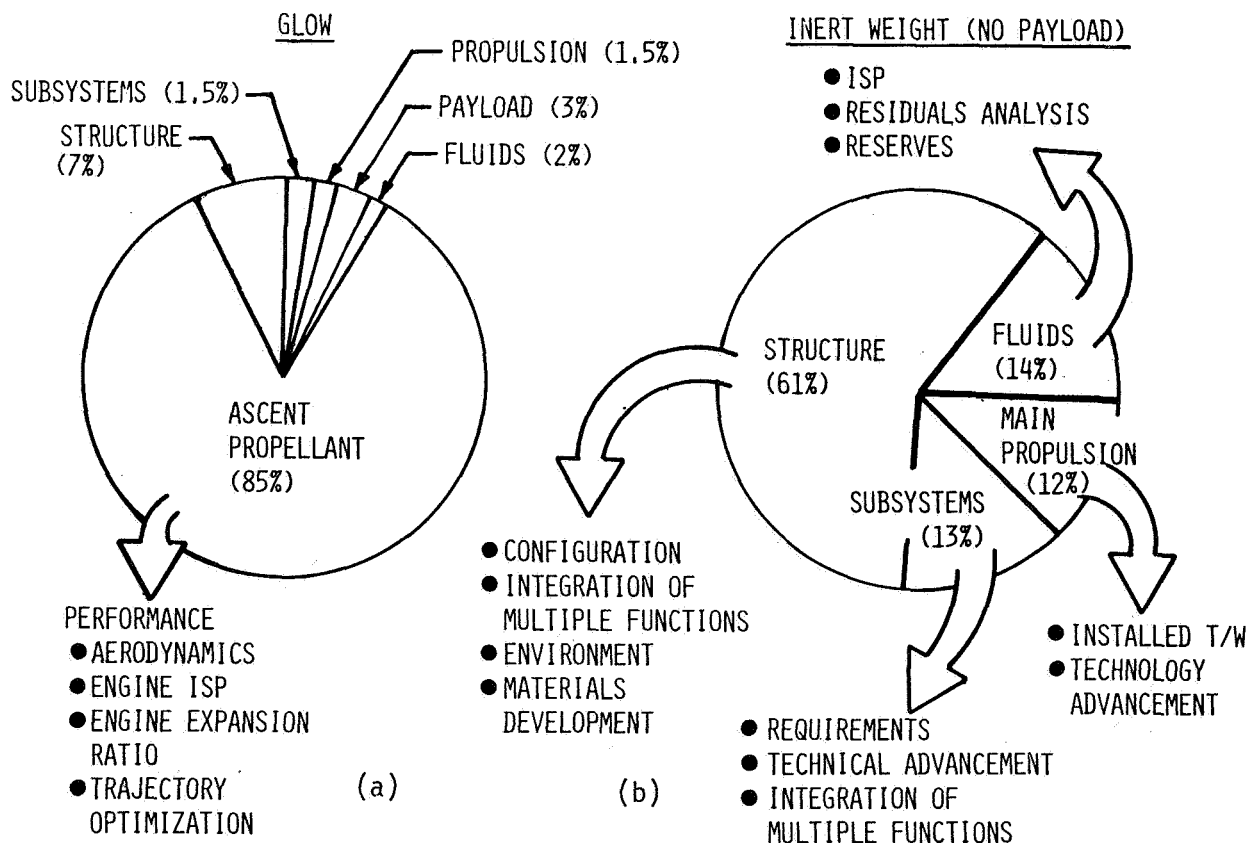 GLOW
PROPULSION (1.5%)
SUBSYSTEMS (1.5%)
PAYLOAD (3%)
STRUCTURE
(7%)
FLUIDS (2%)
ASCENT
PROPELLANT
(85%)
PERFORMANCE
● AERODYNAMICS
● ENGINE ISP
● ENGINE EXPANSION
RATIO
● TRAJECTORY
OPTIMIZATION
(a)
INERT WEIGHT (NO PAYLOAD)
● ISP
● RESIDUALS ANALYSIS
● RESERVES
STRUCTURE
(61%)
FLUIDS
(14%)
MAIN
PROPULSION
(12%)
SUBSYSTEMS
(13%)
● CONFIGURATION
● INTEGRATION OF
MULTIPLE FUNCTIONS
● ENVIRONMENT
● MATERIALS
DEVELOPMENT
● INSTALLED T/W
● TECHNOLOGY
ADVANCEMENT
● REQUIREMENTS
● TECHNICAL ADVANCEMENT
● INTEGRATION OF
MULTIPLE FUNCTIONS
(b)